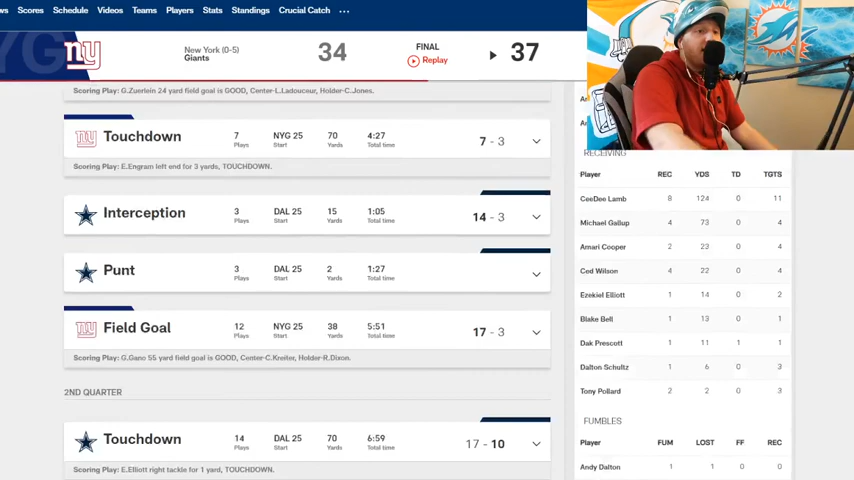 ws Scores Schedule Videos Teams Players Stats Standings Crucial Catch ...
NYG ny New York (0-5) 34 FINAL 37
Giants Replay
Scoring Play: G.Zuerlein 24 yard field goal is GOOD, Center-L.Ladouceur, Holder-C.Jones.
Touchdown 7 NYG 25 70 4:27 7 - 3
Plays Start Yards Total time
Scoring Play: E.Engram left end for 3 yards, TOUCHDOWN.
Interception 3 DAL 25 15 1:05 14 - 3
Plays Start Yards Total time
Punt 3 DAL 25 2 1:27
Plays Start Yards Total time
Field Goal 12 NYG 25 38 5:51 17 - 3
Plays Start Yards Total time
Scoring Play: G.Gano 55 yard field goal is GOOD, Center-C.Kreiter, Holder-R.Dixon.
2ND QUARTER
Touchdown 14 DAL 25 70 6:59 17 - 10
Plays Start Yards Total time
Scoring Play: E.Elliott right tackle for 1 yard, TOUCHDOWN.
RECEIVING
Player REC YDS TD TGTS
CeeDee Lamb 8 124 0 11
Michael Gallup 4 73 0 4
Amari Cooper 2 23 0 4
Ced Wilson 4 22 0 4
Ezekiel Elliott 1 14 0 2
Blake Bell 1 13 0 1
Dak Prescott 1 11 1 1
Dalton Schultz 1 6 0 3
Tony Pollard 2 2 0 3
FUMBLES
Player FUM LOST FF REC
Andy Dalton 1 1 0 0